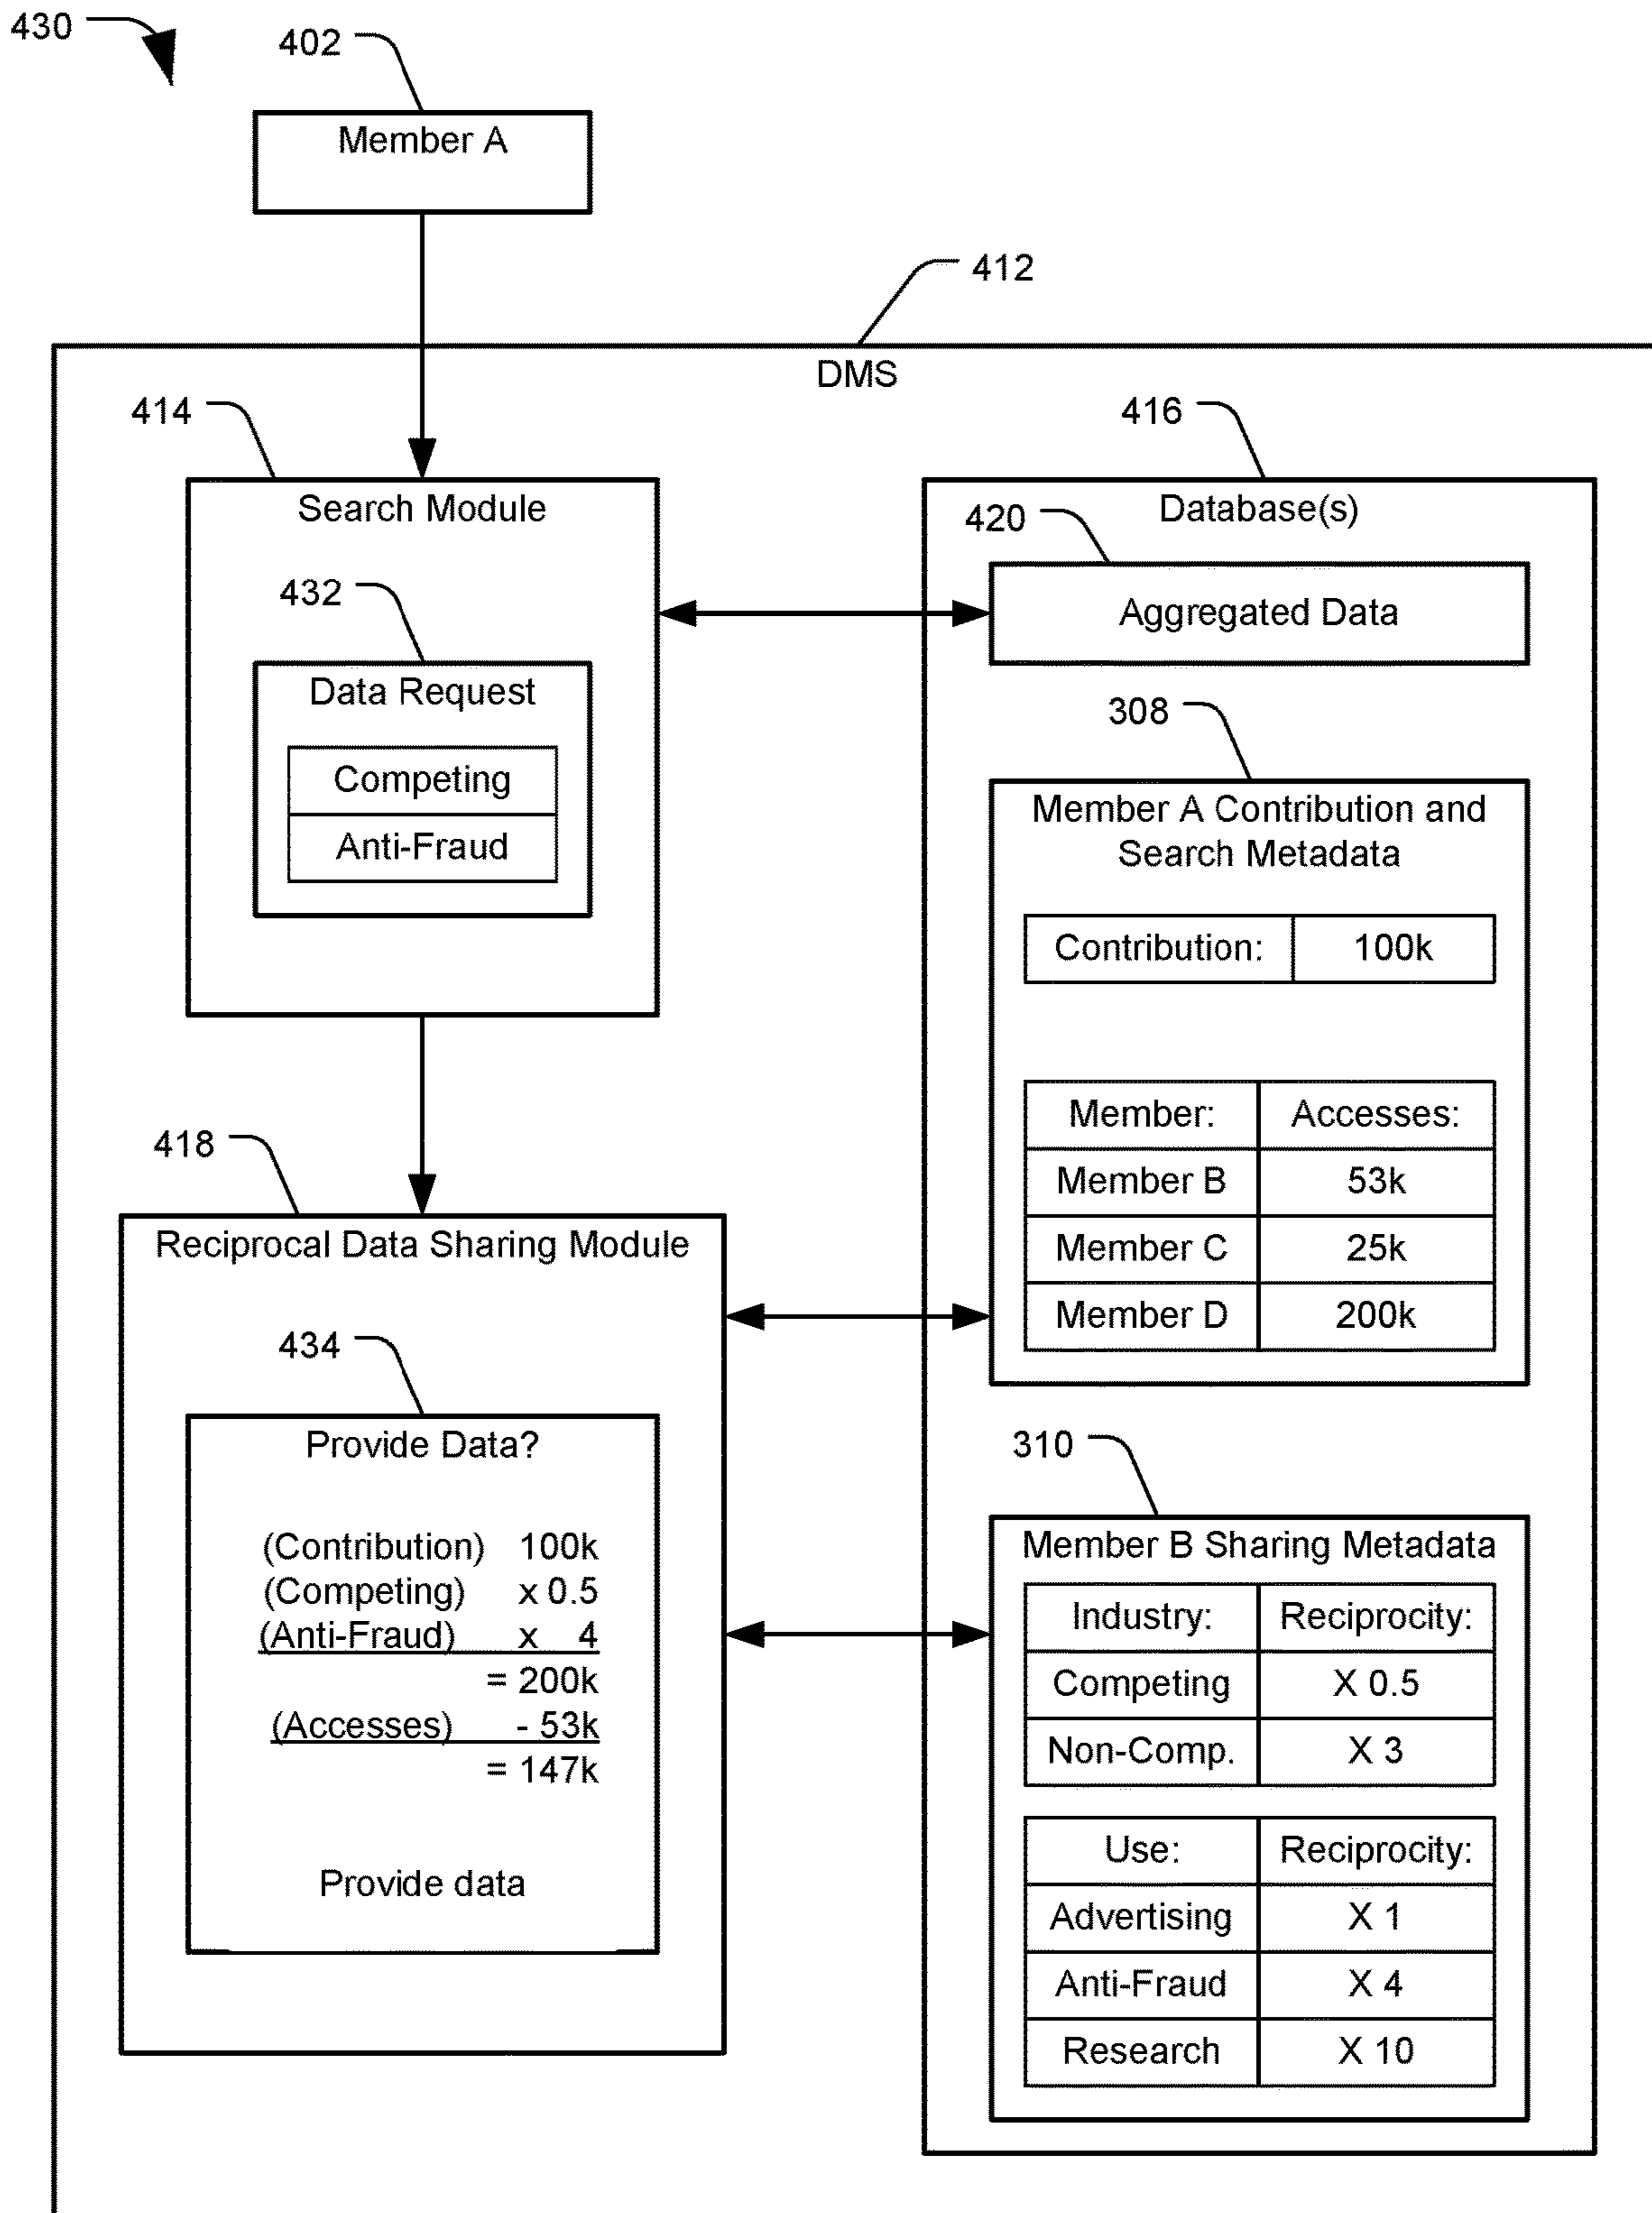 430
402
Member A
412
DMS
414
Search Module
432
Data Request
Competing
Anti-Fraud
416
Database(s)
420
Aggregated Data
308
Member A Contribution and
Search Metadata
Contribution: 100k
Member: Accesses:
Member B 53k
Member C 25k
Member D 200k
418
Reciprocal Data Sharing Module
434
Provide Data?
(Contribution) 100k
(Competing) x 0.5
(Anti-Fraud) x 4
= 200k
(Accesses) - 53k
= 147k
Provide data
310
Member B Sharing Metadata
Industry: Reciprocity:
Competing X 0.5
Non-Comp. X 3
Use: Reciprocity:
Advertising X 1
Anti-Fraud X 4
Research X 10